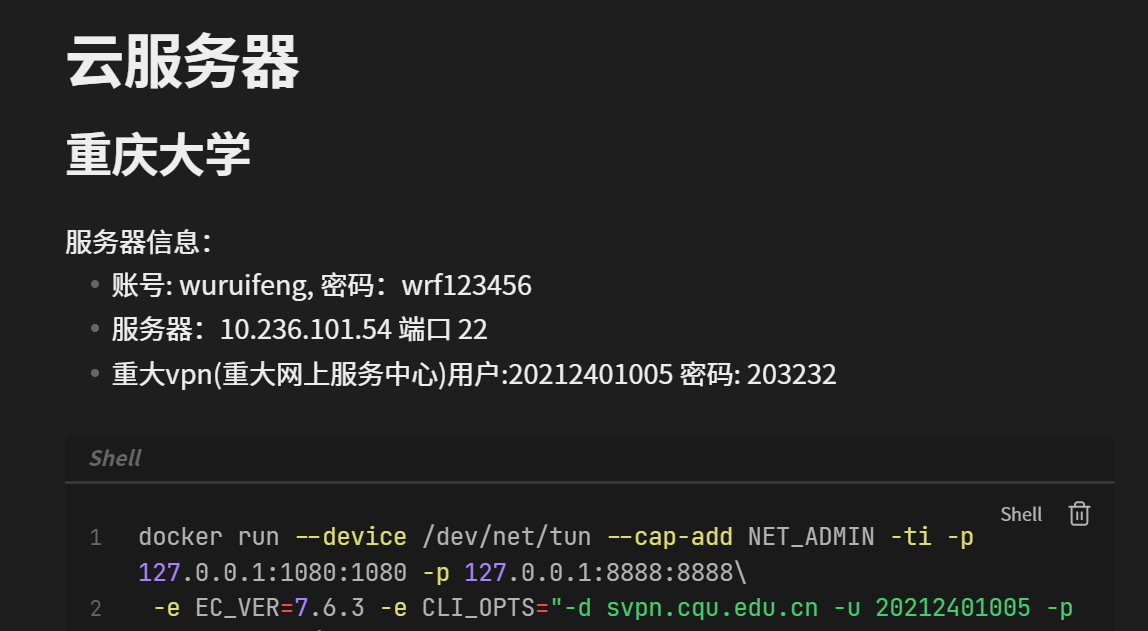 云服务器
重庆大学
服务器信息：
账号: wuruifeng, 密码：wrf123456
服务器：10.236.101.54 端口 22
重大vpn(重大网上服务中心)用户:20212401005 密码: 203232
Shell
Shell
1 docker run --device /dev/net/tun --cap-add NET_ADMIN -ti -p
127.0.0.1:1080:1080 -p 127.0.0.1:8888:8888\
2 -e EC_VER=7.6.3 -e CLI_OPTS="-d svpn.cqu.edu.cn -u 20212401005 -p